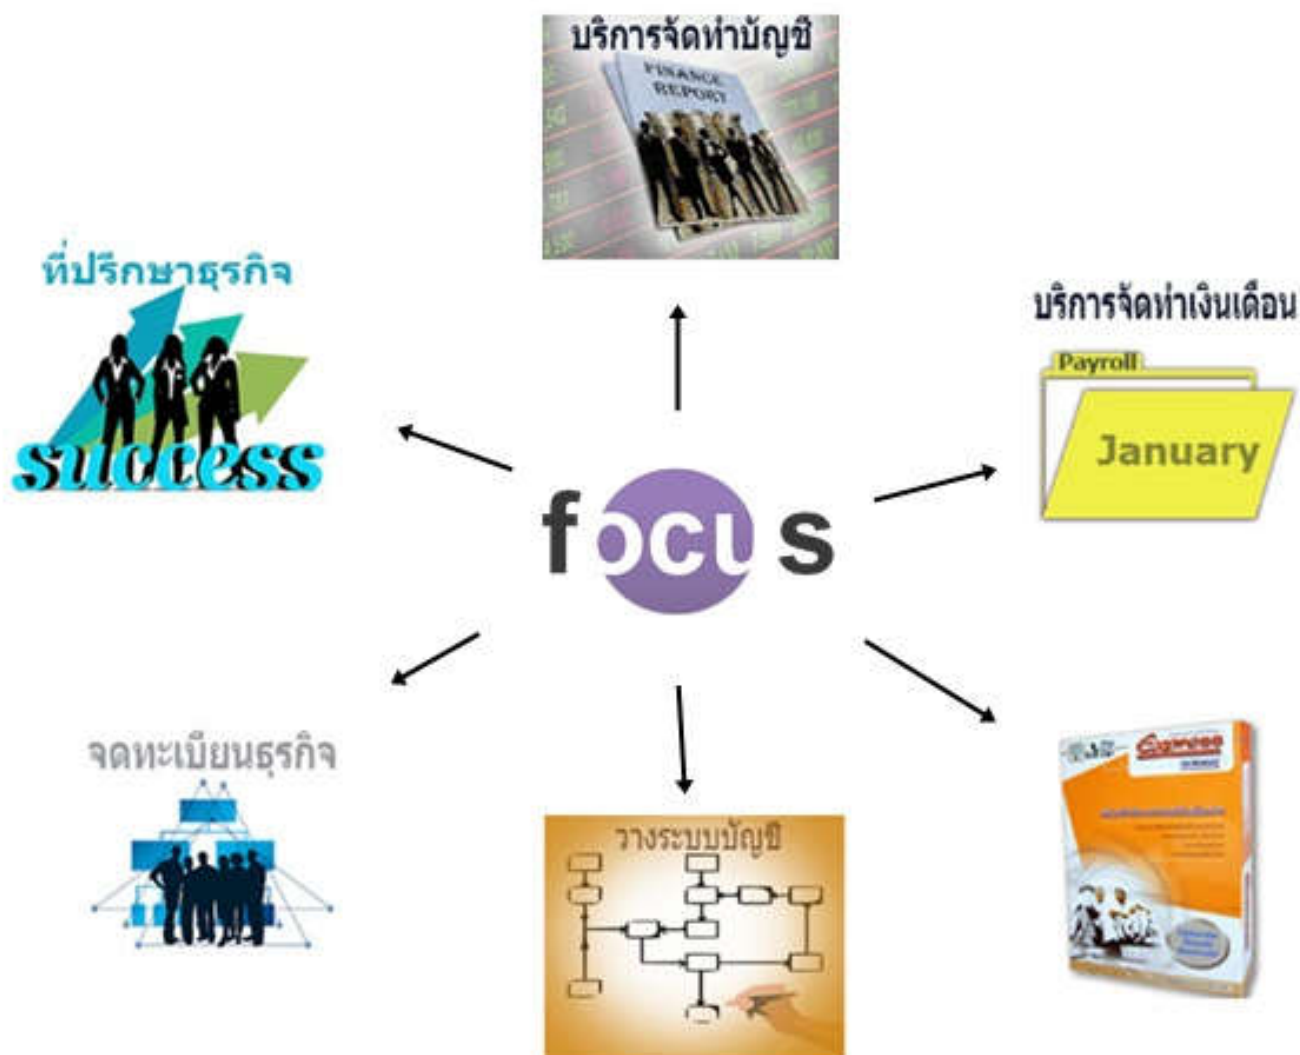 บริการจัดทำบัญชี
FINANCE
REPORT
ที่ปรึกษาธุรกิจ
success
บริการจัดทำเงินเดือน
Payroll
January
focus
จดทะเบียนธุรกิจ
วางระบบบัญชี
Express